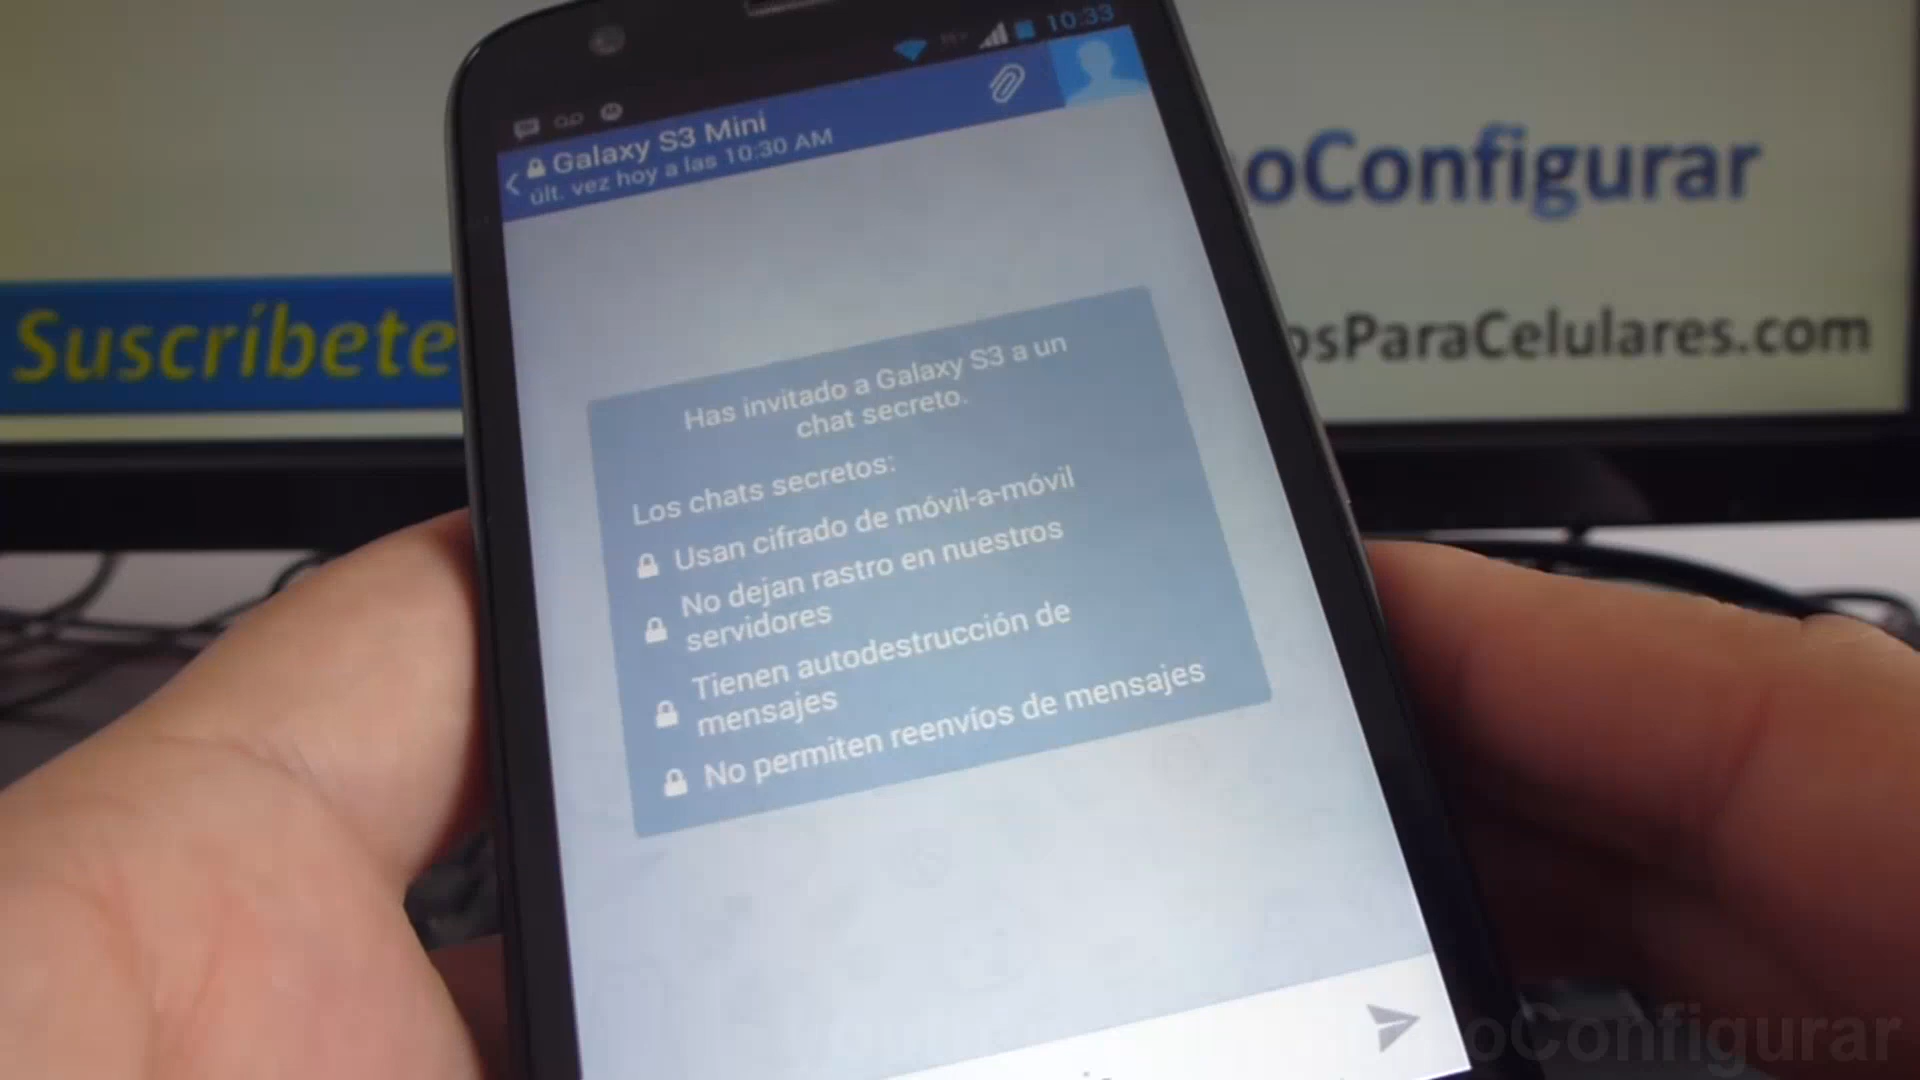 10:33
Galaxy S3 Mini
últ. vez hoy a las 10:30 AM
Has invitado a Galaxy S3 a un
chat secreto.
Los chats secretos:
Usan cifrado de móvil-a-móvil
No dejan rastro en nuestros
servidores
Tienen autodestrucción de
mensajes
No permiten reenvíos de mensajes
Suscríbete
oConfigurar
osParaCelulares.com
oConfigurar